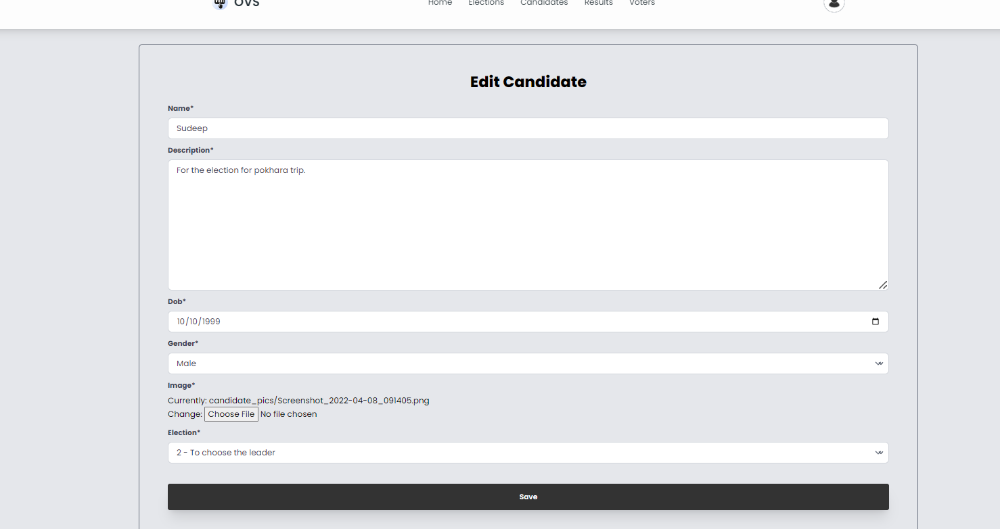 OVS
Home Elections Candidates Results Voters
Edit Candidate
Name*
Sudeep
Description*
For the election for pokhara trip.
Dob*
10/10/1999
Gender*
Male
Image*
Currently: candidate_pics/Screenshot_2022-04-08_091405.png
Change: Choose File No file chosen
Election*
2 - To choose the leader
Save